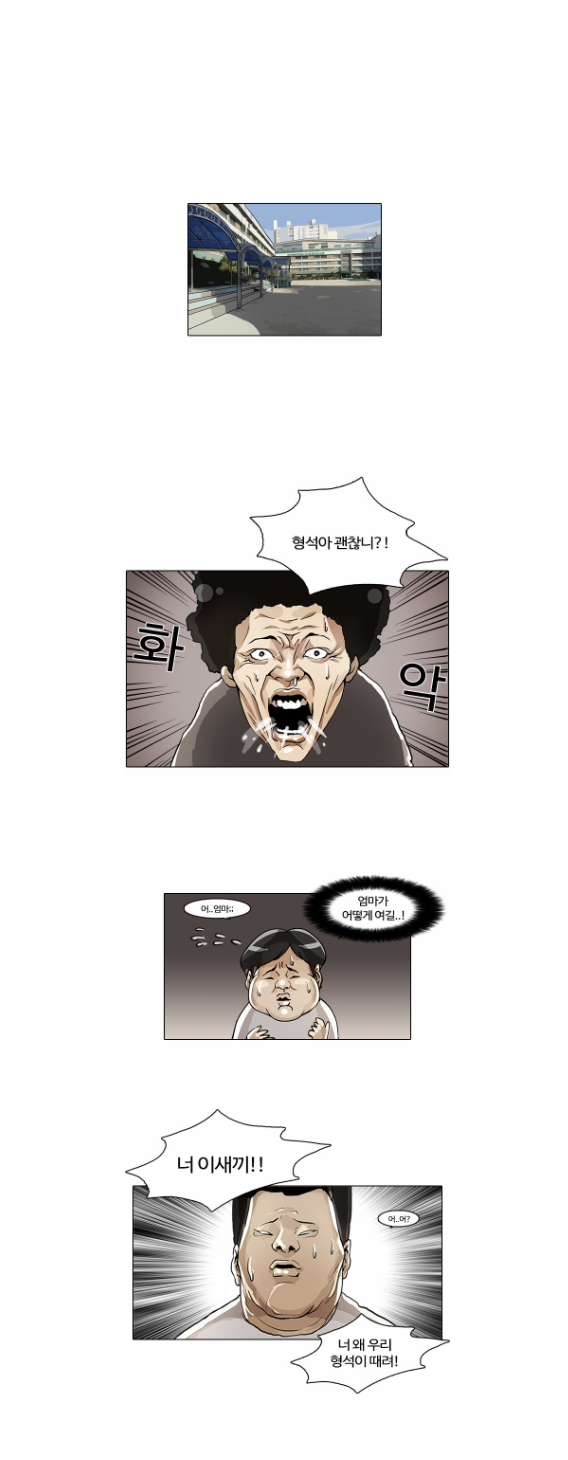 형석아 괜찮니?!
화
악
어..엄마;;
엄마가
어떻게 여길..!
너 이새끼!!
어..어?
너 왜 우리
형석이 때려!